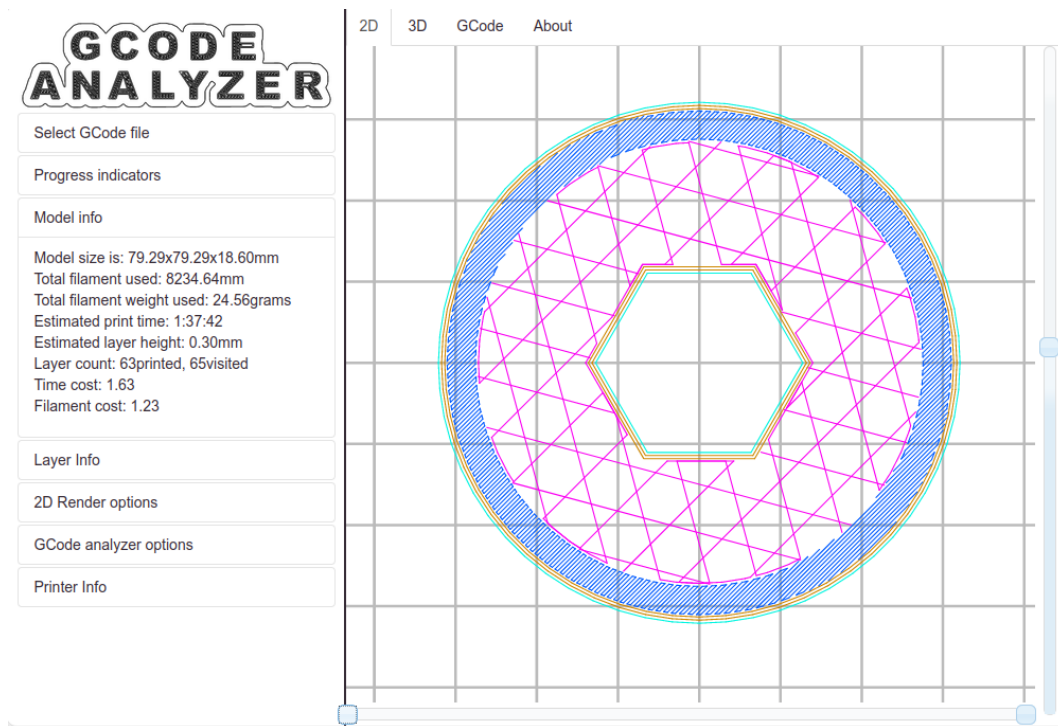 GCODE
ANALYZER
2D 3D GCode About
Select GCode file
Progress indicators
Model info
Model size is: 79.29x79.29x18.60mm
Total filament used: 8234.64mm
Total filament weight used: 24.56grams
Estimated print time: 1:37:42
Estimated layer height: 0.30mm
Layer count: 63printed, 65visited
Time cost: 1.63
Filament cost: 1.23
Layer Info
2D Render options
GCode analyzer options
Printer Info